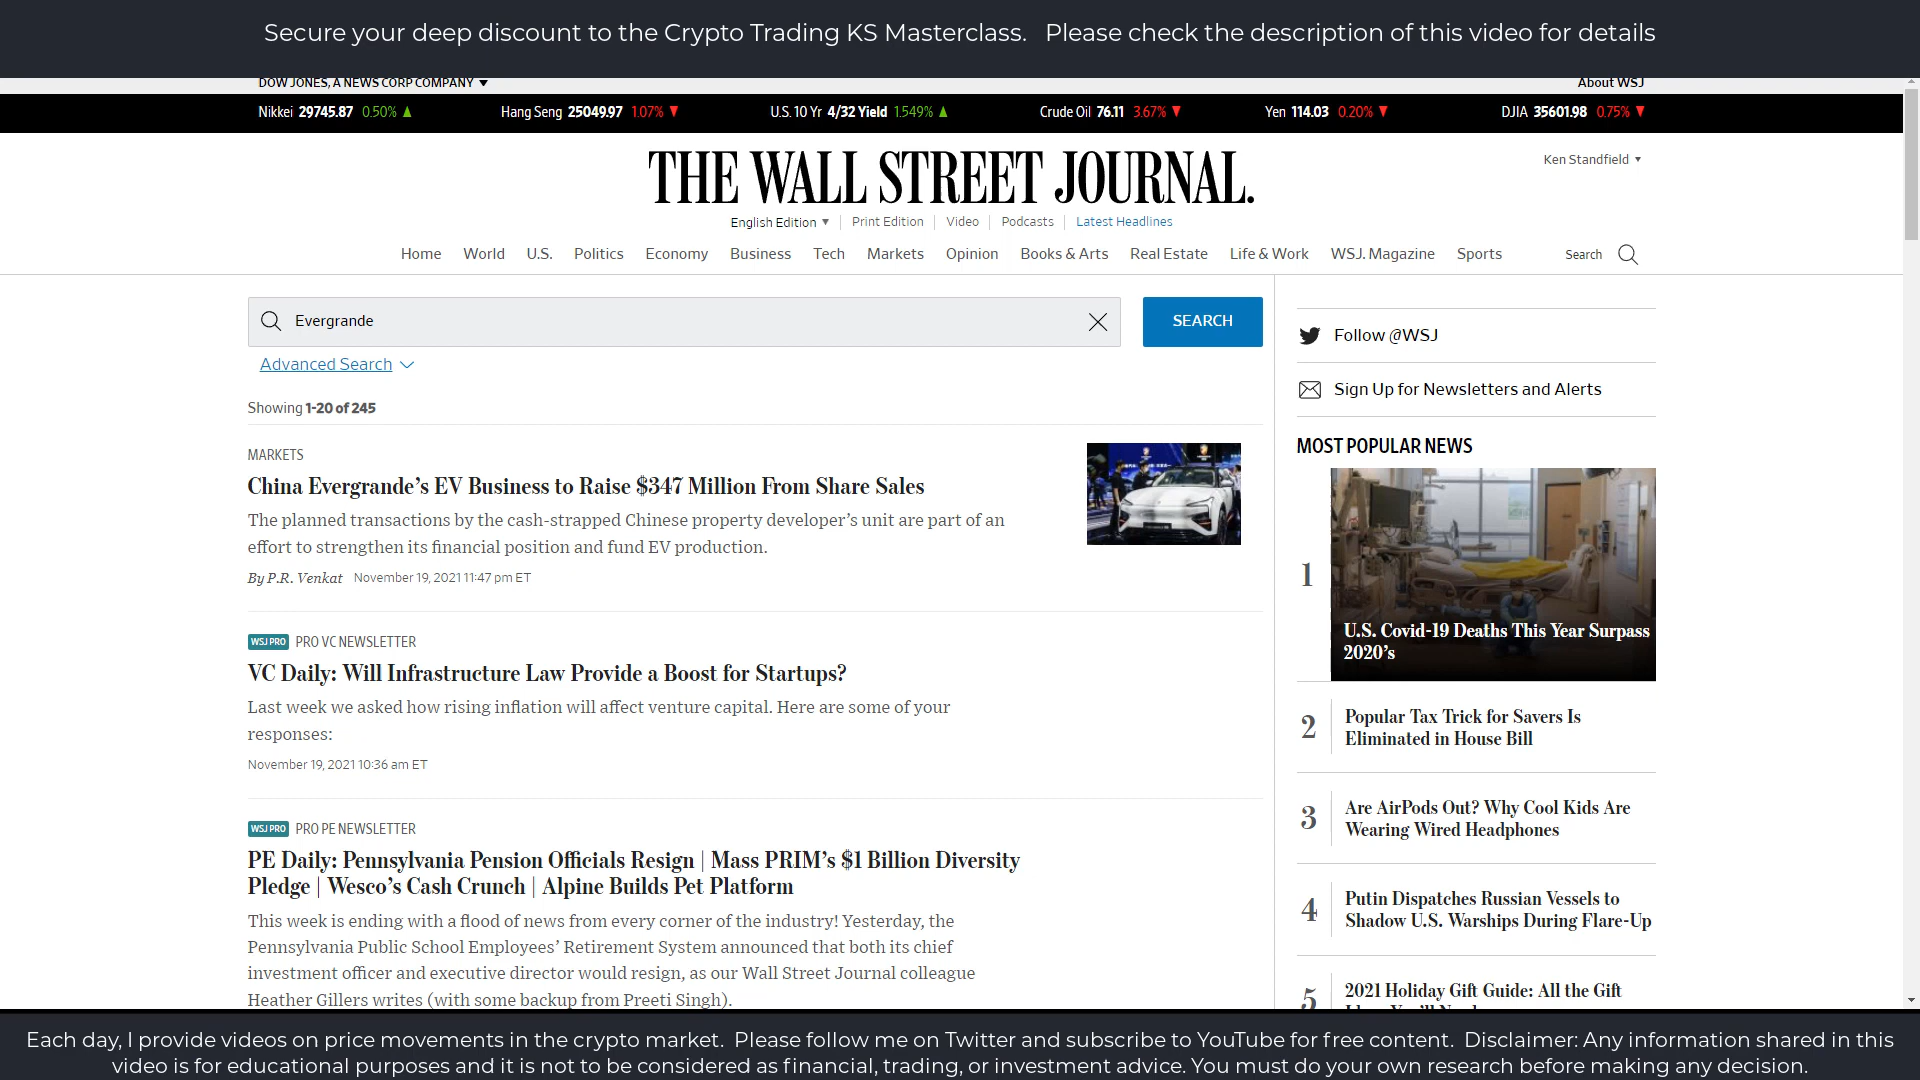 Secure your deep discount to the Crypto Trading KS Masterclass. Please check the description of this video for details
DOW JONES, A NEWS CORP COMPANY
About WSJ
Nikkei 29745.87 0.50%
Hang Seng 25049.97 1.07%
U.S. 10 Yr 4/32 Yield 1.549%
Crude Oil 76.11 3.67%
Yen 114.03 0.20%
DJIA 35601.98 0.75%
THE WALL STREET JOURNAL.
Ken Standfield
English Edition
Print Edition
Video
Podcasts
Latest Headlines
Home World U.S. Politics Economy Business Tech Markets Opinion Books & Arts Real Estate Life & Work WSJ. Magazine Sports
Search
Evergrande
SEARCH
Advanced Search
Showing 1-20 of 245
MARKETS
China Evergrande’s EV Business to Raise $347 Million From Share Sales
The planned transactions by the cash-strapped Chinese property developer’s unit are part of an
effort to strengthen its financial position and fund EV production.
By P.R. Venkat November 19, 2021 11:47 pm ET
WSJ PRO PRO VC NEWSLETTER
VC Daily: Will Infrastructure Law Provide a Boost for Startups?
Last week we asked how rising inflation will affect venture capital. Here are some of your
responses:
November 19, 2021 10:36 am ET
WSJ PRO PRO PE NEWSLETTER
PE Daily: Pennsylvania Pension Officials Resign | Mass PRIM’s $1 Billion Diversity
Pledge | Wesco’s Cash Crunch | Alpine Builds Pet Platform
This week is ending with a flood of news from every corner of the industry! Yesterday, the
Pennsylvania Public School Employees’ Retirement System announced that both its chief
investment officer and executive director would resign, as our Wall Street Journal colleague
Heather Gillers writes (with some backup from Preeti Singh).
Follow @WSJ
Sign Up for Newsletters and Alerts
MOST POPULAR NEWS
1
U.S. Covid-19 Deaths This Year Surpass
2020’s
2
Popular Tax Trick for Savers Is
Eliminated in House Bill
3
Are AirPods Out? Why Cool Kids Are
Wearing Wired Headphones
4
Putin Dispatches Russian Vessels to
Shadow U.S. Warships During Flare-Up
5
2021 Holiday Gift Guide: All the Gift
Each day, I provide videos on price movements in the crypto market. Please follow me on Twitter and subscribe to YouTube for free content. Disclaimer: Any information shared in this
video is for educational purposes and it is not to be considered as financial, trading, or investment advice. You must do your own research before making any decision.